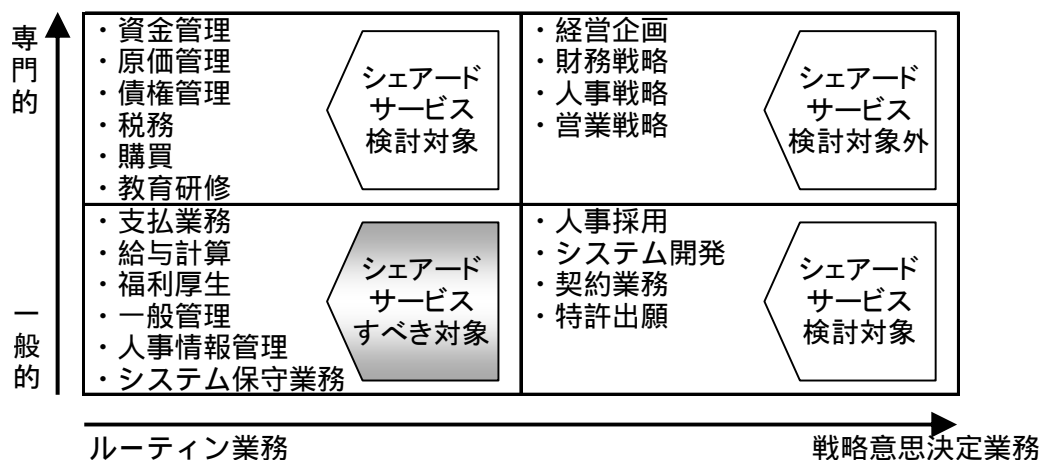 専門的
・資金管理
・原価管理
・債権管理
・税務
・購買
・教育研修
シェアード
サービス
検討対象
・経営企画
・財務戦略
・人事戦略
・営業戦略
シェアード
サービス
検討対象外
一般的
・支払業務
・給与計算
・福利厚生
・一般管理
・人事情報管理
・システム保守業務
シェアード
サービス
すべき対象
・人事採用
・システム開発
・契約業務
・特許出願
シェアード
サービス
検討対象
ルーティン業務
戦略意思決定業務